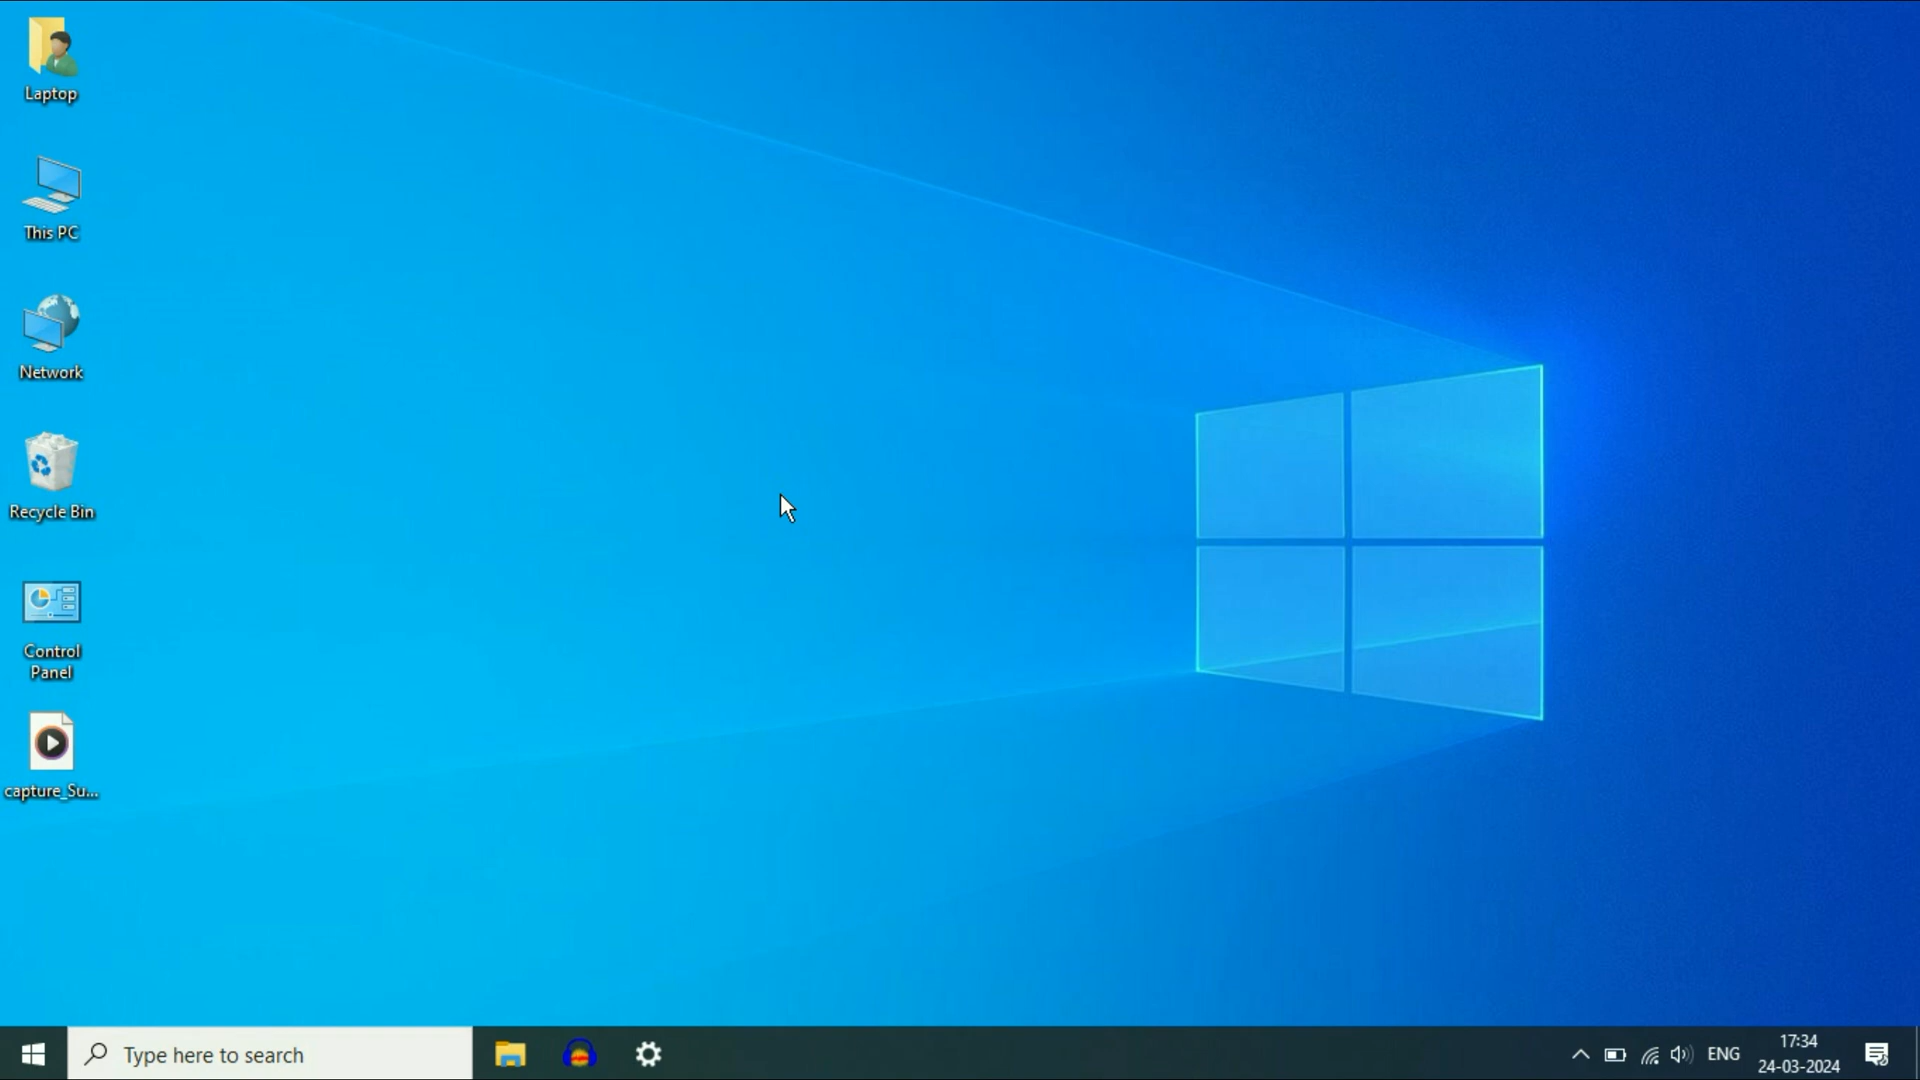 Laptop
This PC
Network
Recycle Bin
Control
Panel
capture_Su...
Type here to search
ENG
17:34
24-03-2024